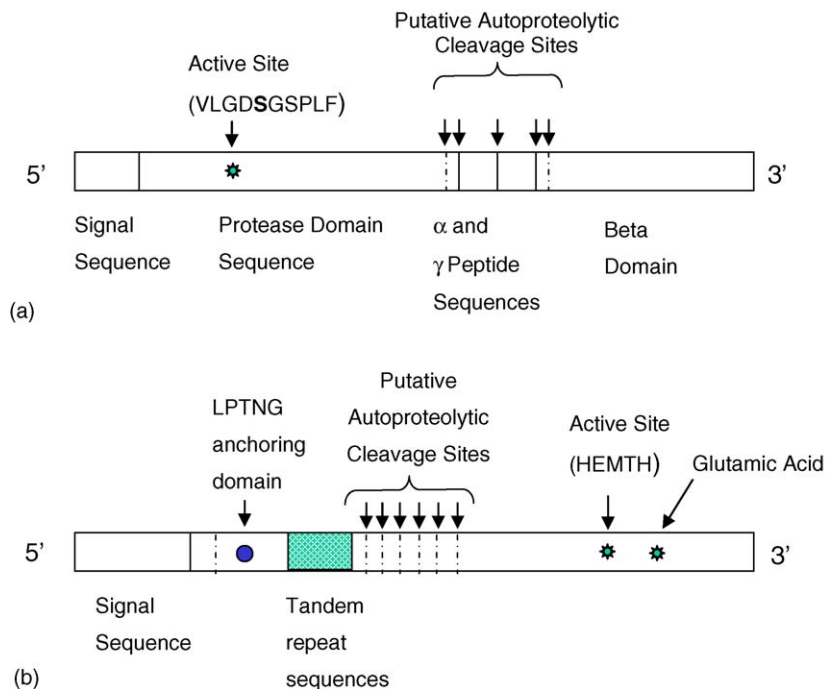 Putative Autoproteolytic
Cleavage Sites
Active Site
(VLGDSGSPLF)
5’
3’
Signal
Sequence
Protease Domain
Sequence
α and
γ Peptide
Sequences
Beta
Domain
(a)
Putative
Autoproteolytic
Cleavage Sites
LPTNG
anchoring
domain
Active Site
(HEMTH)
Glutamic Acid
5’
3’
Signal
Sequence
Tandem
repeat
sequences
(b)